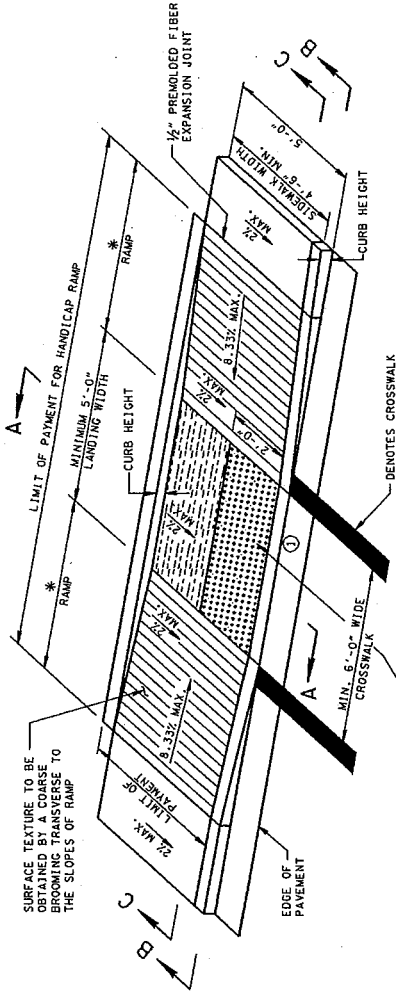 A
LIMIT OF PAYMENT FOR HANDICAP RAMP
*
RAMP
MINIMUM 5'-0"
LANDING WIDTH
*
RAMP
SURFACE TEXTURE TO BE
OBTAINED BY A COARSE
BROOMING TRANSVERSE TO
THE SLOPES OF RAMP
CURB HEIGHT
1/2" PREMOLDED FIBER
EXPANSION JOINT
C
B
LIMIT OF
PAYMENT
2% MAX.
8.33% MAX.
2%
MAX.
2%
MAX.
2%
MAX.
2'-0"
8.33% MAX.
2%
MAX.
SIDEWALK WIDTH
4'-6" MIN.
5'-0"
C
B
CURB HEIGHT
EDGE OF
PAVEMENT
1
A
MIN. 6'-0" WIDE
CROSSWALK
DENOTES CROSSWALK